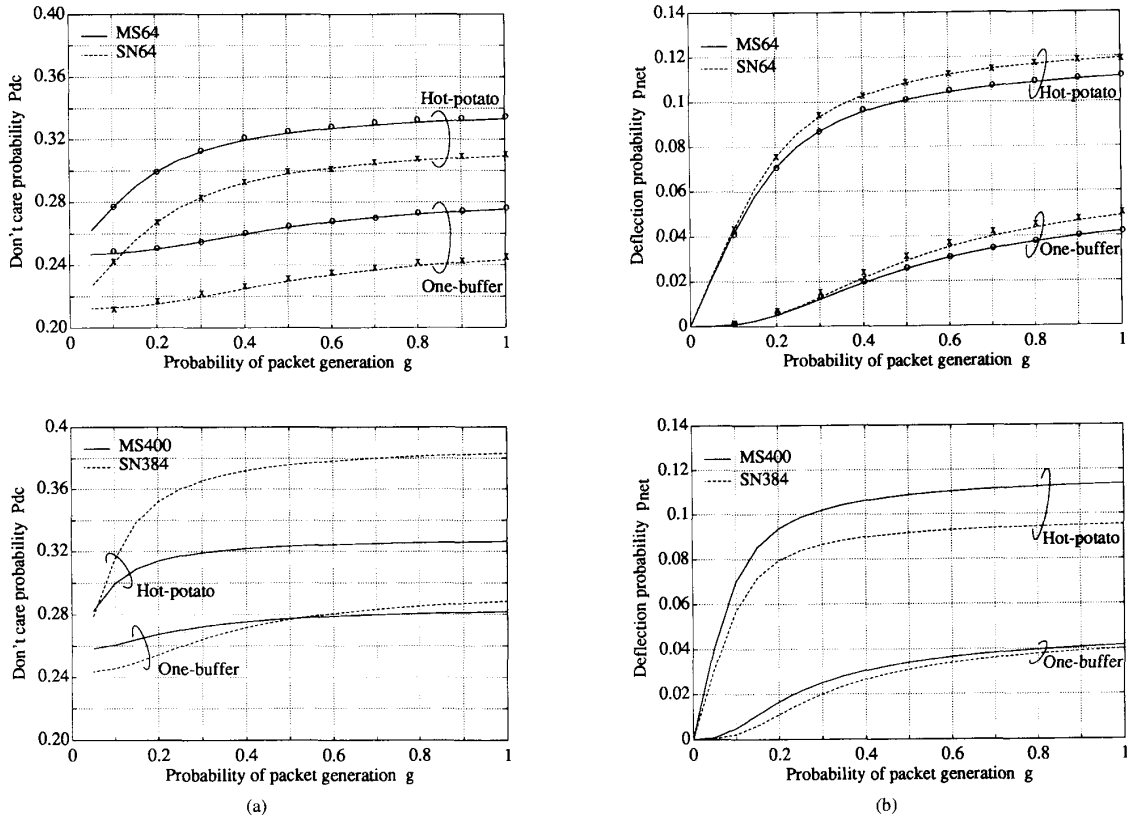 0.40
0.36
0.32
0.28
0.24
0.20
Don't care probability Pdc
MS64
SN64
Hot-potato
One-buffer
0 0.2 0.4 0.6 0.8 1
Probability of packet generation g
0.14
0.12
0.1
0.08
0.06
0.04
0.02
0
Deflection probability pnet
MS64
SN64
Hot-potato
One-buffer
0 0.2 0.4 0.6 0.8 1
Probability of packet generation g
0.4
0.36
0.32
0.28
0.24
0.20
Don't care probability Pdc
MS400
SN384
Hot-potato
One-buffer
0 0.2 0.4 0.6 0.8 1
Probability of packet generation g
(a)
0.14
0.12
0.1
0.08
0.06
0.04
0.02
0
Deflection probability pnet
MS400
SN384
Hot-potato
One-buffer
0 0.2 0.4 0.6 0.8 1
Probability of packet generation g
(b)